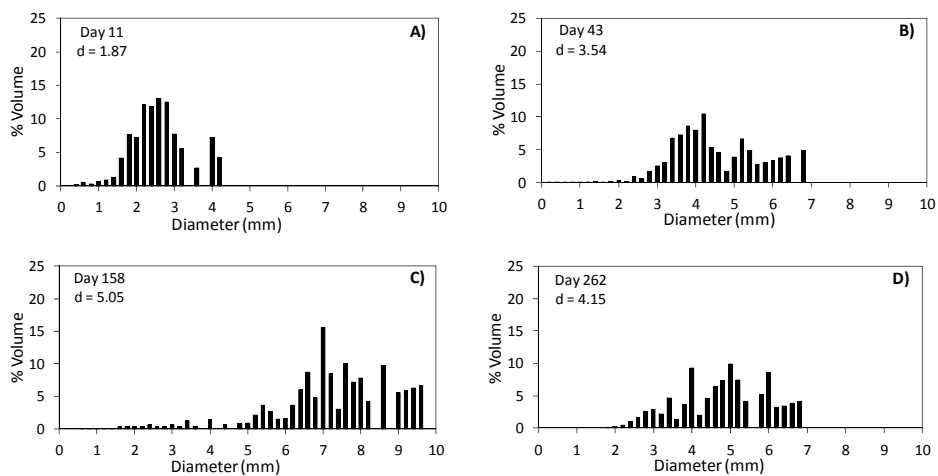 Day 11
d = 1.87
A)
25
20
15
10
5
0
% Volume
0 1 2 3 4 5 6 7 8 9 10
Diameter (mm)
Day 43
d = 3.54
B)
25
20
15
10
5
0
% Volume
0 1 2 3 4 5 6 7 8 9 10
Diameter (mm)
Day 158
d = 5.05
C)
25
20
15
10
5
0
% Volume
0 1 2 3 4 5 6 7 8 9 10
Diameter (mm)
Day 262
d = 4.15
D)
25
20
15
10
5
0
% Volume
0 1 2 3 4 5 6 7 8 9 10
Diameter (mm)